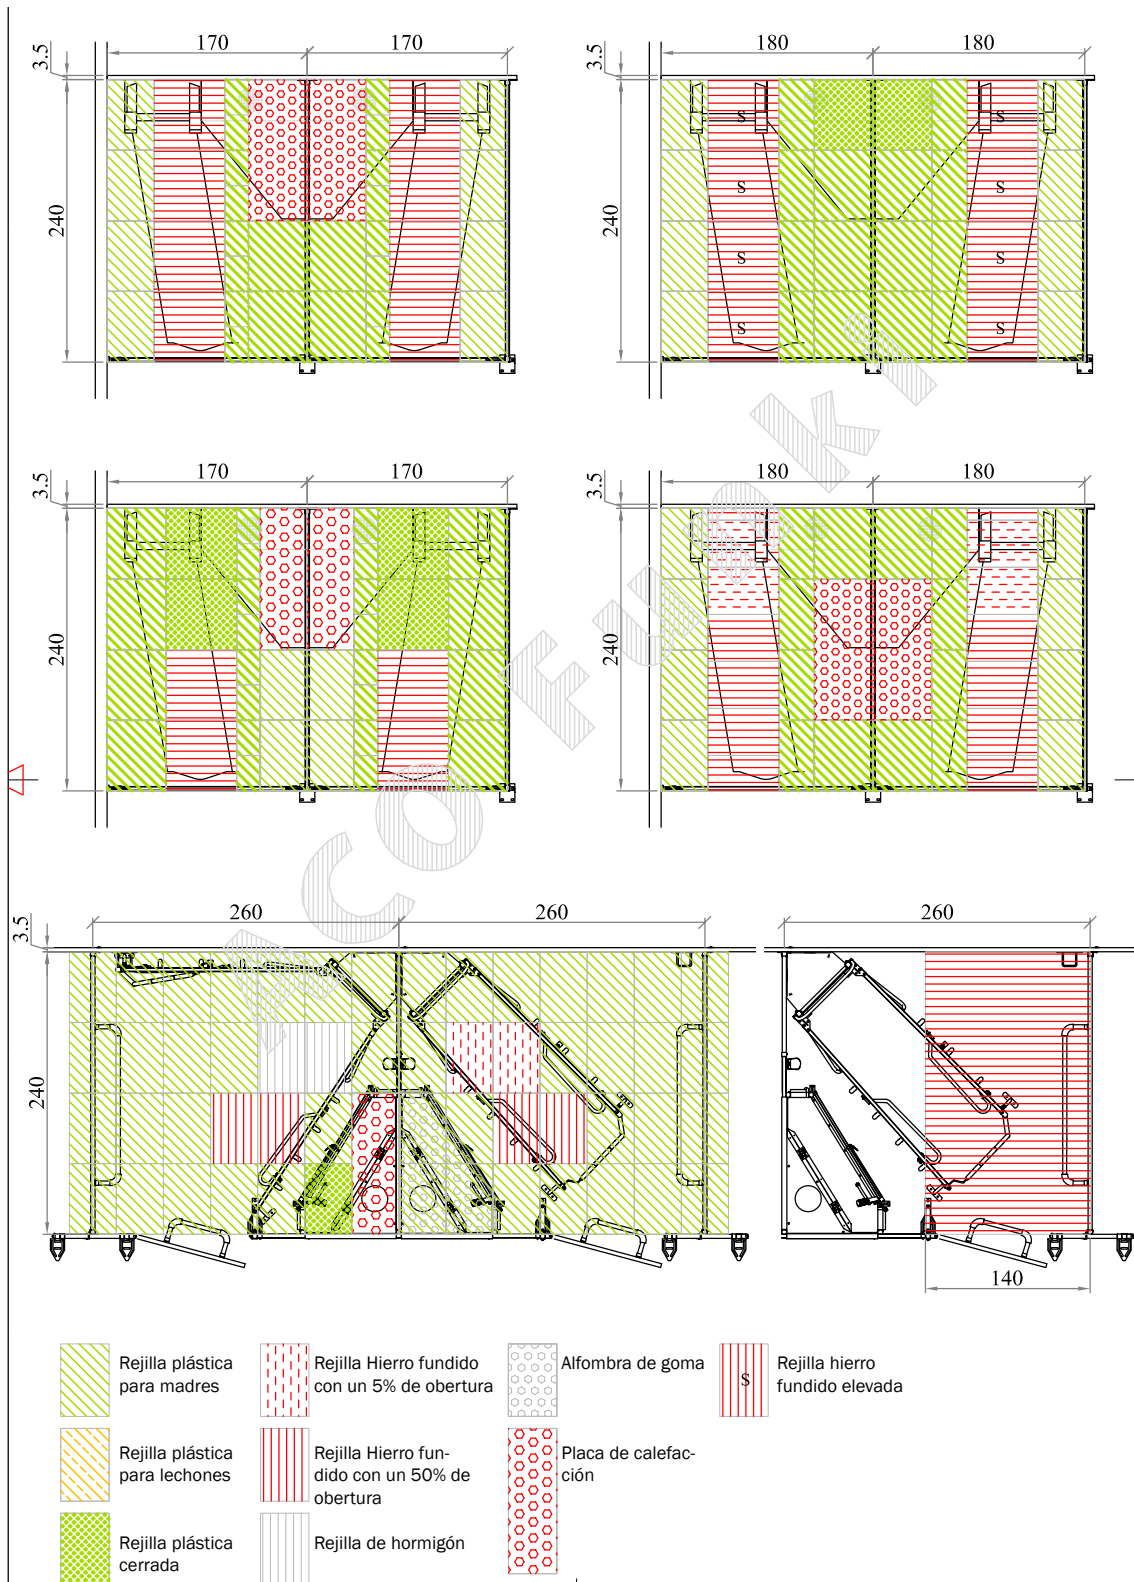 170 170
3.5
240
180 180
3.5
240
S S
S S
S S
S S
170 170
3.5
240
180 180
3.5
240
Aco Funki
260 260
3.5
240
260
140
Rejilla plástica
para madres
Rejilla plástica
para lechones
Rejilla plástica
cerrada
Rejilla Hierro fundido
con un 5% de obertura
Rejilla Hierro fun-
dido con un 50% de
obertura
Rejilla de hormigón
Alfombra de goma
Placa de calefac-
ción
S
Rejilla hierro
fundido elevada